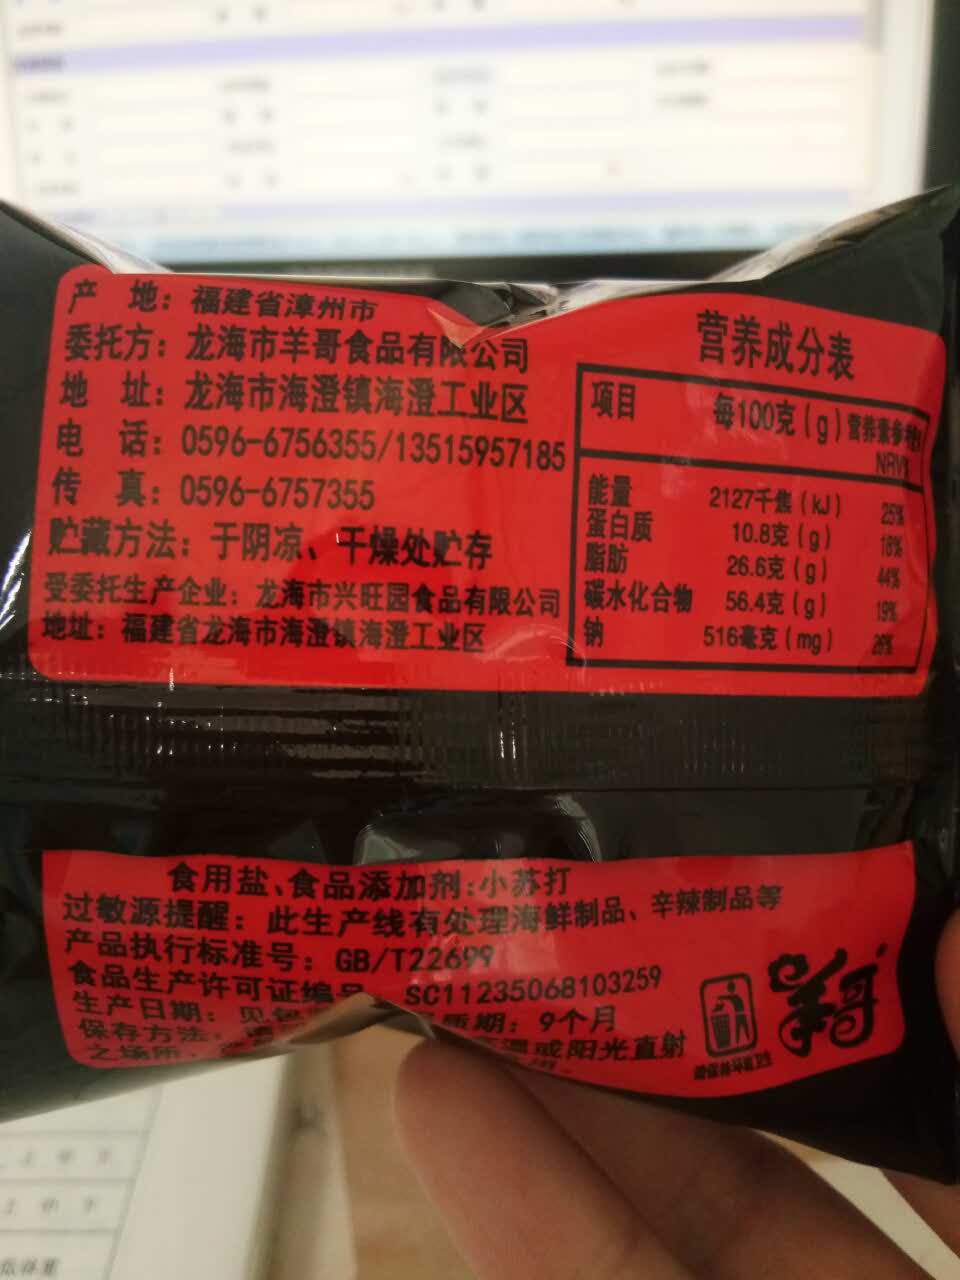 产 地：福建省漳州市
委托方：龙海市羊哥食品有限公司
地 址：龙海市海澄镇海澄工业区
电 话：0596-6756355/13515957185
传 真：0596-6757355
贮藏方法：于阴凉、干燥处贮存
受委托生产企业：龙海市兴旺园食品有限公司
地址：福建省龙海市海澄镇海澄工业区
营养成分表
项目 每100克(g) 营养素参考
NRV%
能量 2127千焦(kJ) 25%
蛋白质 10.8克(g) 18%
脂肪 26.6克(g) 44%
碳水化合物 56.4克(g) 19%
钠 516毫克(mg) 26%
食用盐、食品添加剂：小苏打
过敏源提醒：此生产线有处理海鲜制品、辛辣制品等
产品执行标准号：GB/T22699
食品生产许可证编号 SC11235068103259
生产日期：见包 质期：9个月
保存方法： 高温或阳光直射
之场所
羊哥